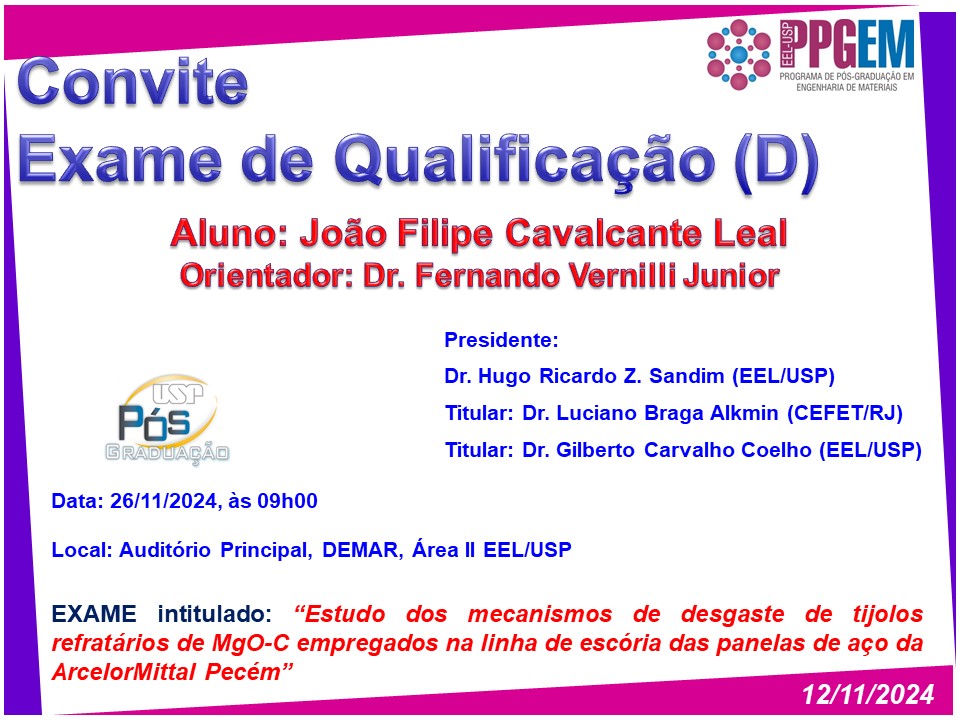 EEL-USP
PPGEM
PROGRAMA DE PÓS-GRADUAÇÃO EM
ENGENHARIA DE MATERIAIS
Convite
Exame de Qualificação (D)
Aluno: João Filipe Cavalcante Leal
Orientador: Dr. Fernando Vernilli Junior
Presidente:
Dr. Hugo Ricardo Z. Sandim (EEL/USP)
Titular: Dr. Luciano Braga Alkmin (CEFET/RJ)
Titular: Dr. Gilberto Carvalho Coelho (EEL/USP)
USP
PÓS
GRADUAÇÃO
Data: 26/11/2024, às 09h00
Local: Auditório Principal, DEMAR, Área II EEL/USP
EXAME intitulado: “Estudo dos mecanismos de desgaste de tijolos
refratários de MgO-C empregados na linha de escória das panelas de aço da
ArcelorMittal Pecém”
12/11/2024